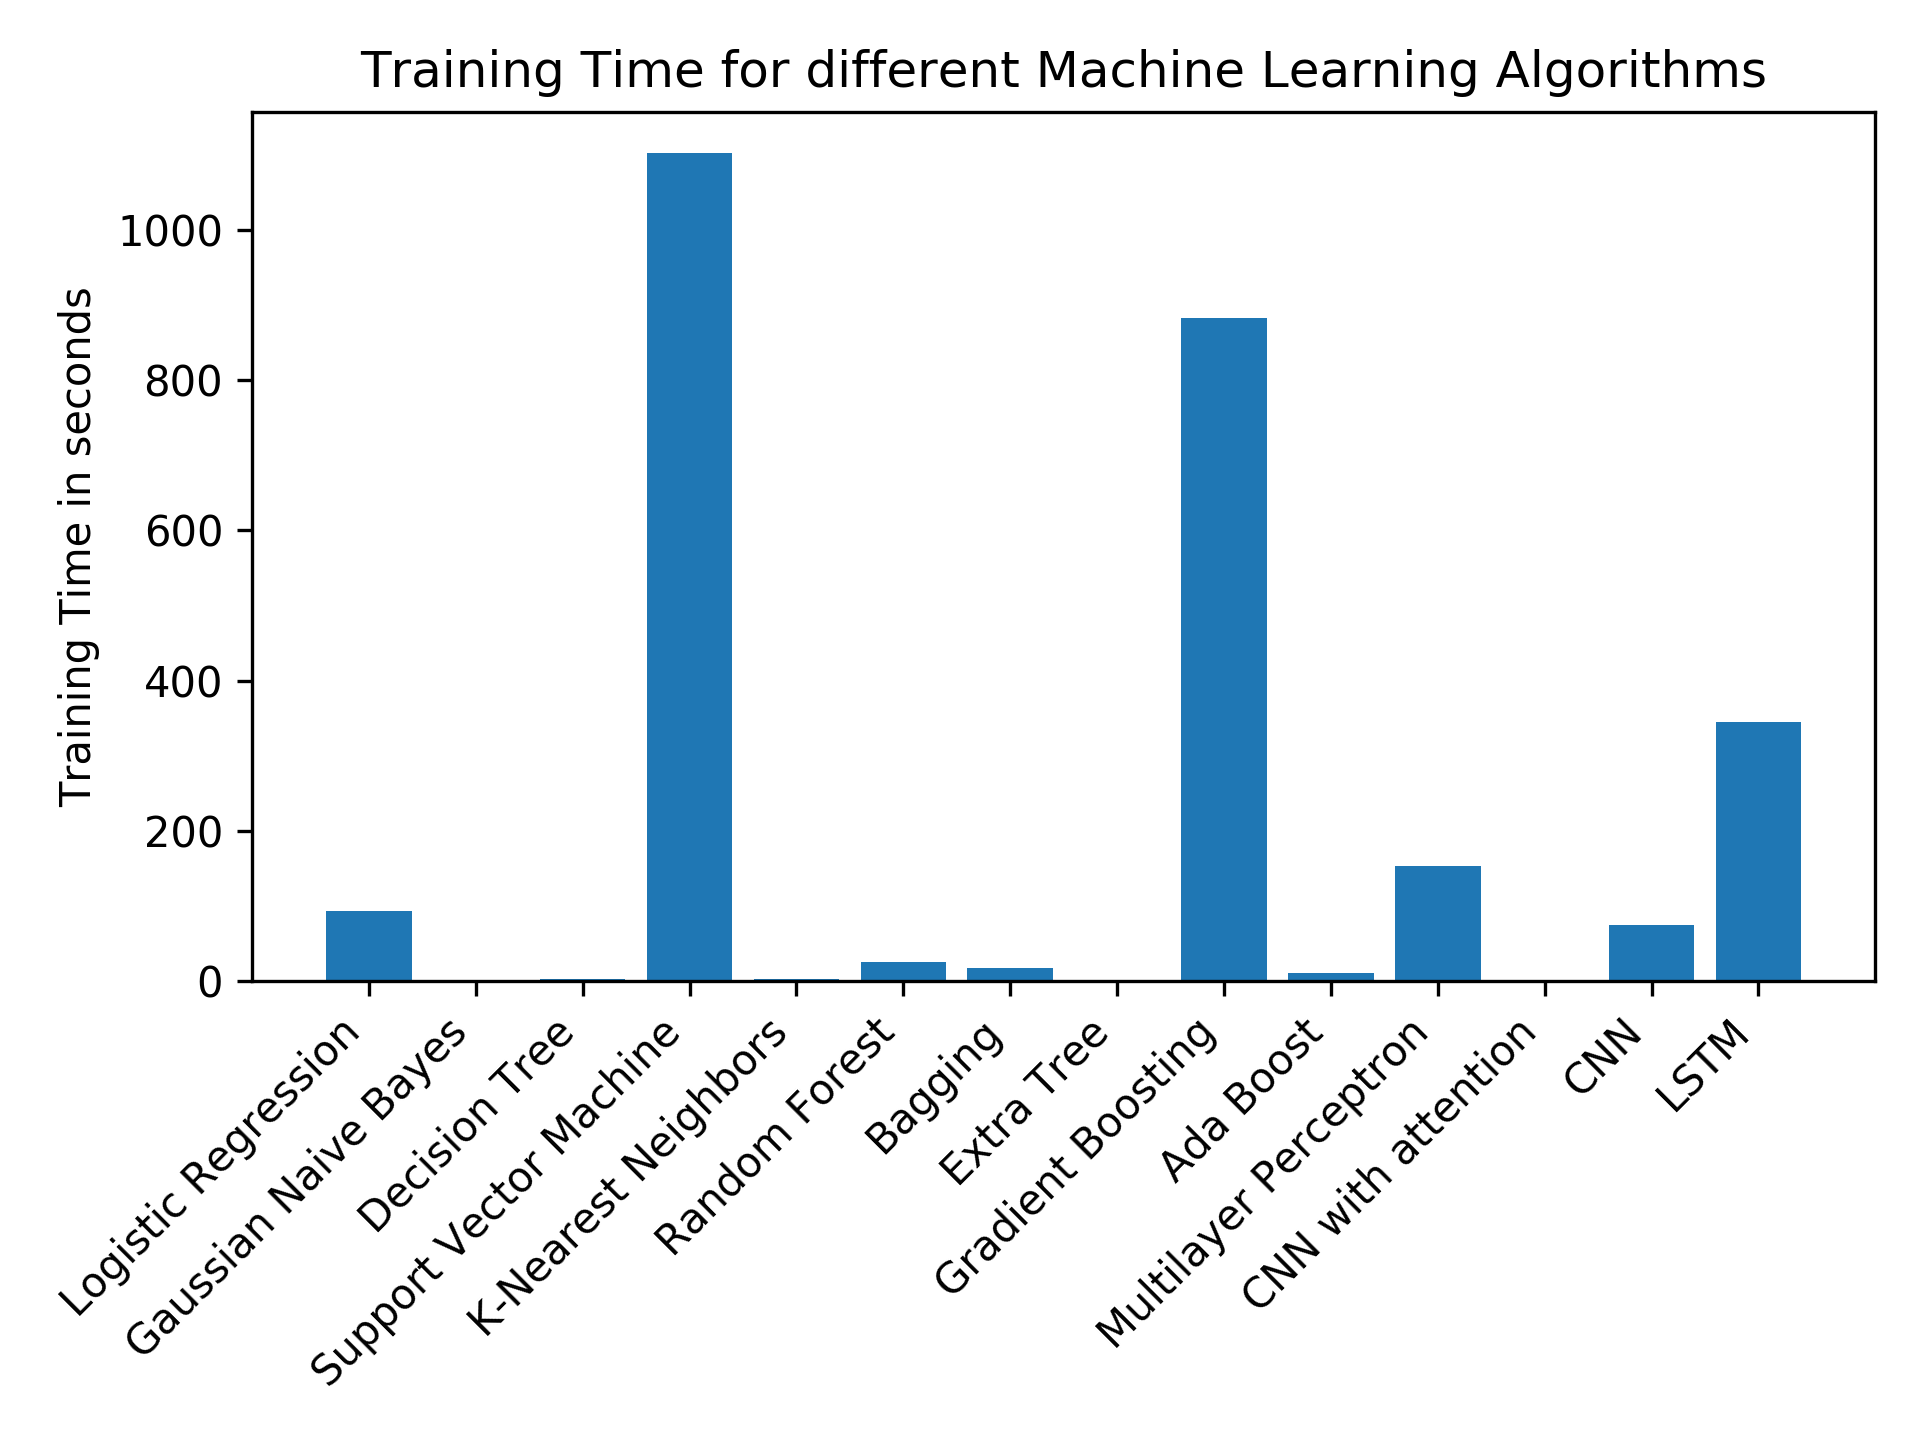 Training Time for different Machine Learning Algorithms
Training Time in seconds
1000
800
600
400
200
0
Logistic Regression
Gaussian Naive Bayes
Decision Tree
Support Vector Machine
K-Nearest Neighbors
Random Forest
Bagging
Extra Tree
Gradient Boosting
Ada Boost
Multilayer Perceptron
CNN with attention
CNN
LSTM